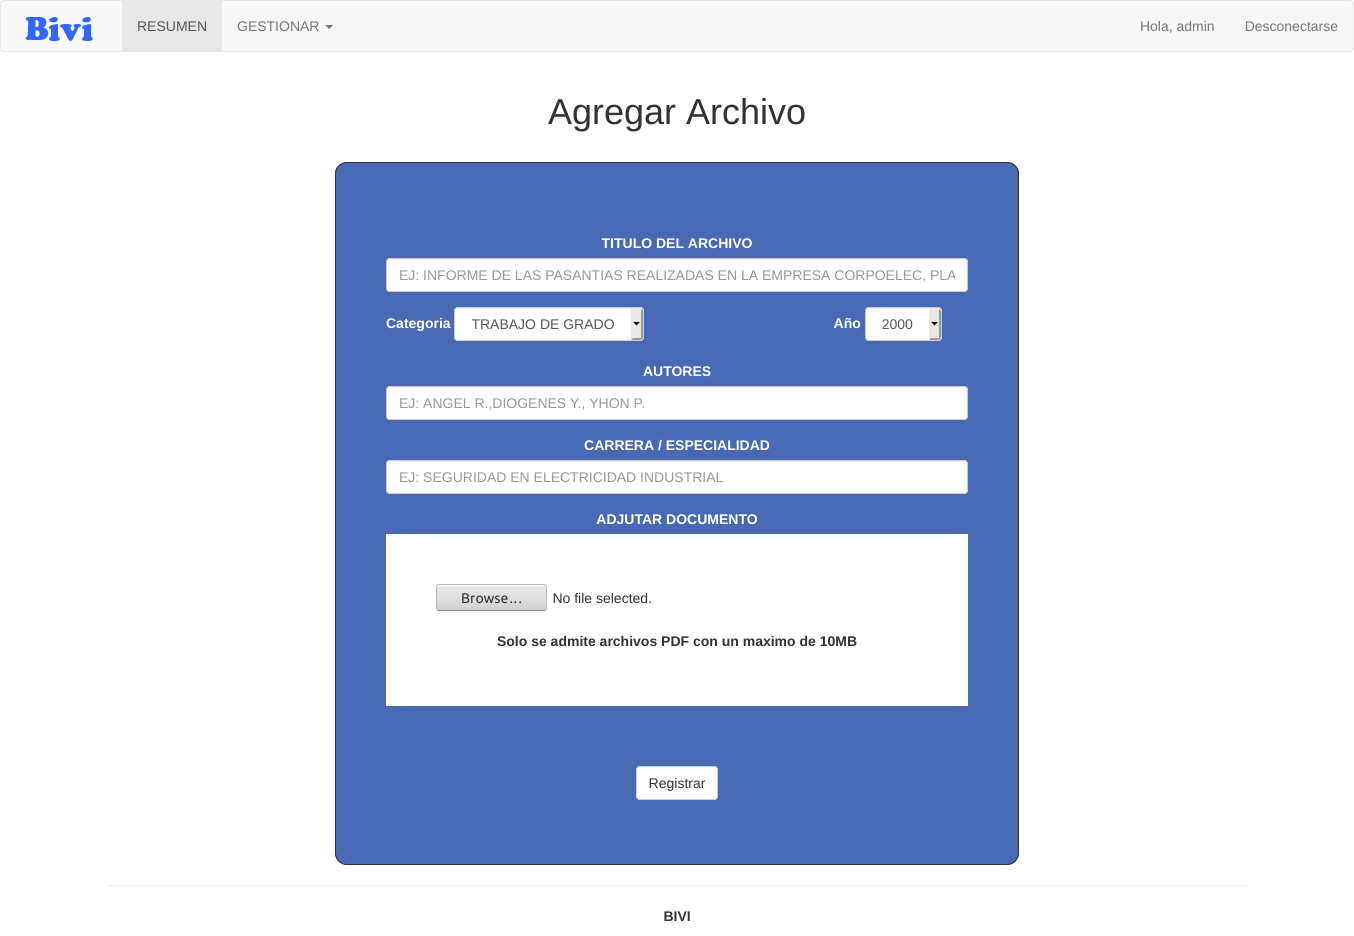 Bivi RESUMEN GESTIONAR Hola, admin Desconectarse
Agregar Archivo
TITULO DEL ARCHIVO
EJ: INFORME DE LAS PASANTIAS REALIZADAS EN LA EMPRESA CORPOELEC, PLA
Categoria TRABAJO DE GRADO Año 2000
AUTORES
EJ: ANGEL R.,DIOGENES Y., YHON P.
CARRERA / ESPECIALIDAD
EJ: SEGURIDAD EN ELECTRICIDAD INDUSTRIAL
ADJUTAR DOCUMENTO
Browse... No file selected.
Solo se admite archivos PDF con un maximo de 10MB
Registrar
BIVI